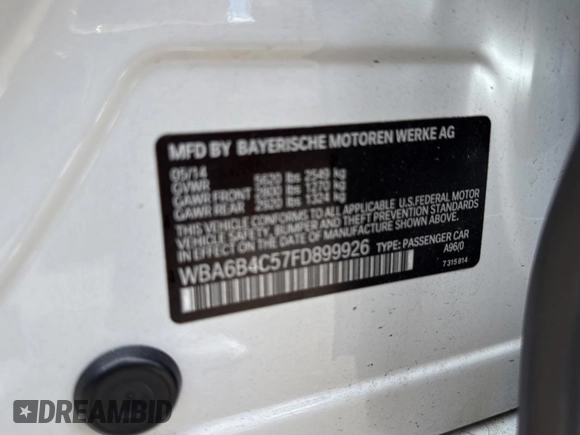 MFD BY BAYERISCHE MOTOREN WERKE AG
05/14
GVWR 5620 lbs 2549 kg
GAWR FRONT 2800 lbs 1270 kg
GAWR REAR 2920 lbs 1324 kg
THIS VEHICLE CONFORMS TO ALL APPLICABLE U.S. FEDERAL MOTOR
VEHICLE SAFETY, BUMPER, AND THEFT PREVENTION STANDARDS
IN EFFECT ON THE DATE OF MANUFACTURE SHOWN ABOVE.
WBA6B4C57FD899926 TYPE: PASSENGER CAR
A96/0
7 315 814
DREAMBID